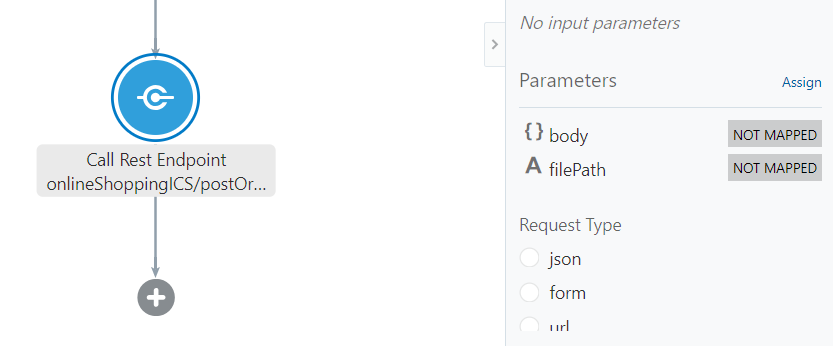 No input parameters
Parameters
Assign
body
NOT MAPPED
filePath
NOT MAPPED
Request Type
json
form
url
Call Rest Endpoint
onlineShoppingICS/postOr...